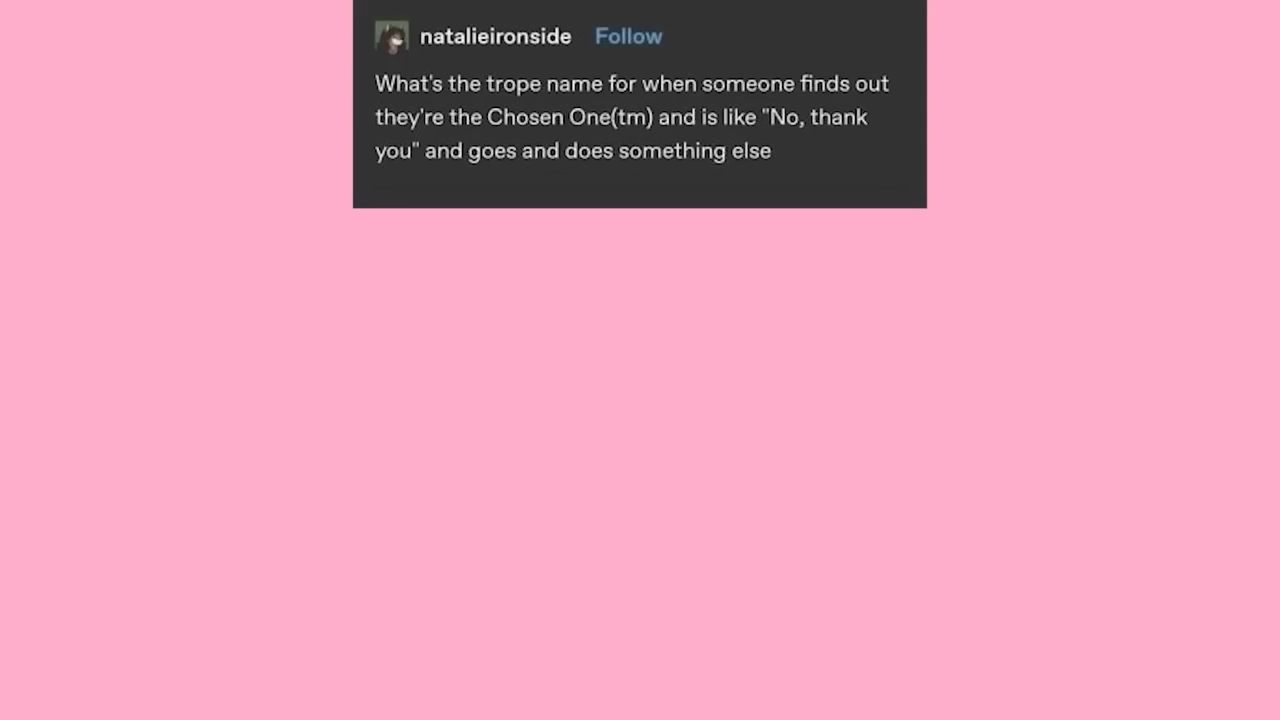 natalieironside Follow
What's the trope name for when someone finds out
they're the Chosen One(tm) and is like "No, thank
you" and goes and does something else